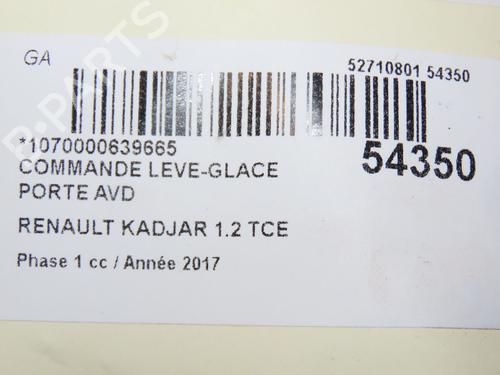 GA
52710801 54350
*1070000639665
54350
COMMANDE LEVE-GLACE
PORTE AVD
RENAULT KADJAR 1.2 TCE
Phase 1 cc / Année 2017
B-PARTS